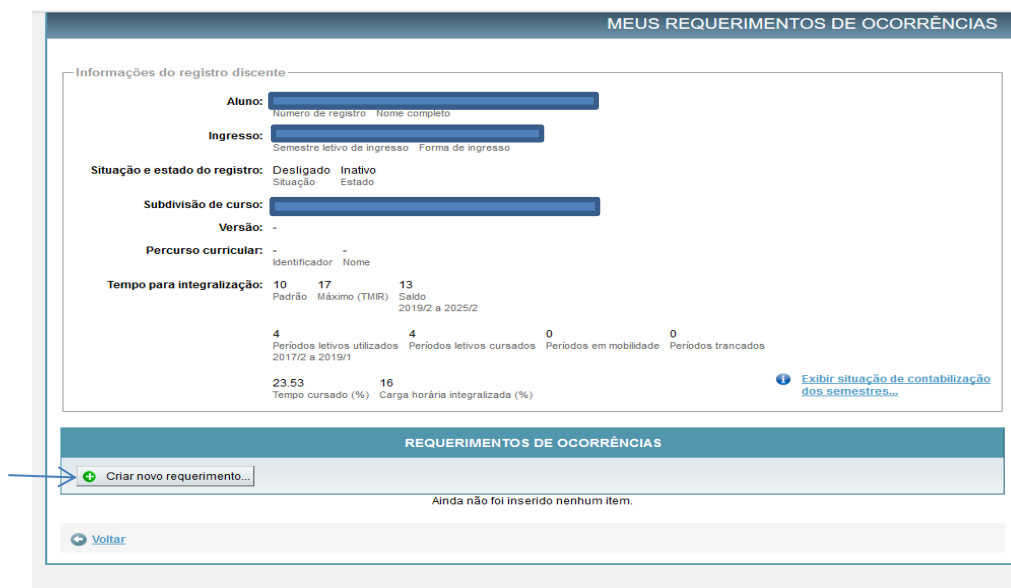 MEUS REQUERIMENTOS DE OCORRÊNCIAS
Informações do registro discente
Aluno:
Número de registro Nome completo
Ingresso:
Semestre letivo de ingresso Forma de ingresso
Situação e estado do registro: Desligado Inativo
Situação Estado
Subdivisão de curso:
Versão: -
Percurso curricular: - -
Identificador Nome
Tempo para integralização: 10 17 13
Padrão Máximo (TMIR) Saldo
2019/2 a 2025/2
4 4 0 0
Períodos letivos utilizados Períodos letivos cursados Períodos em mobilidade Períodos trancados
2017/2 a 2019/1
23.53 16
Tempo cursado (%) Carga horária integralizada (%)
Exibir situação de contabilização
dos semestres...
REQUERIMENTOS DE OCORRÊNCIAS
Criar novo requerimento...
Ainda não foi inserido nenhum item.
Voltar